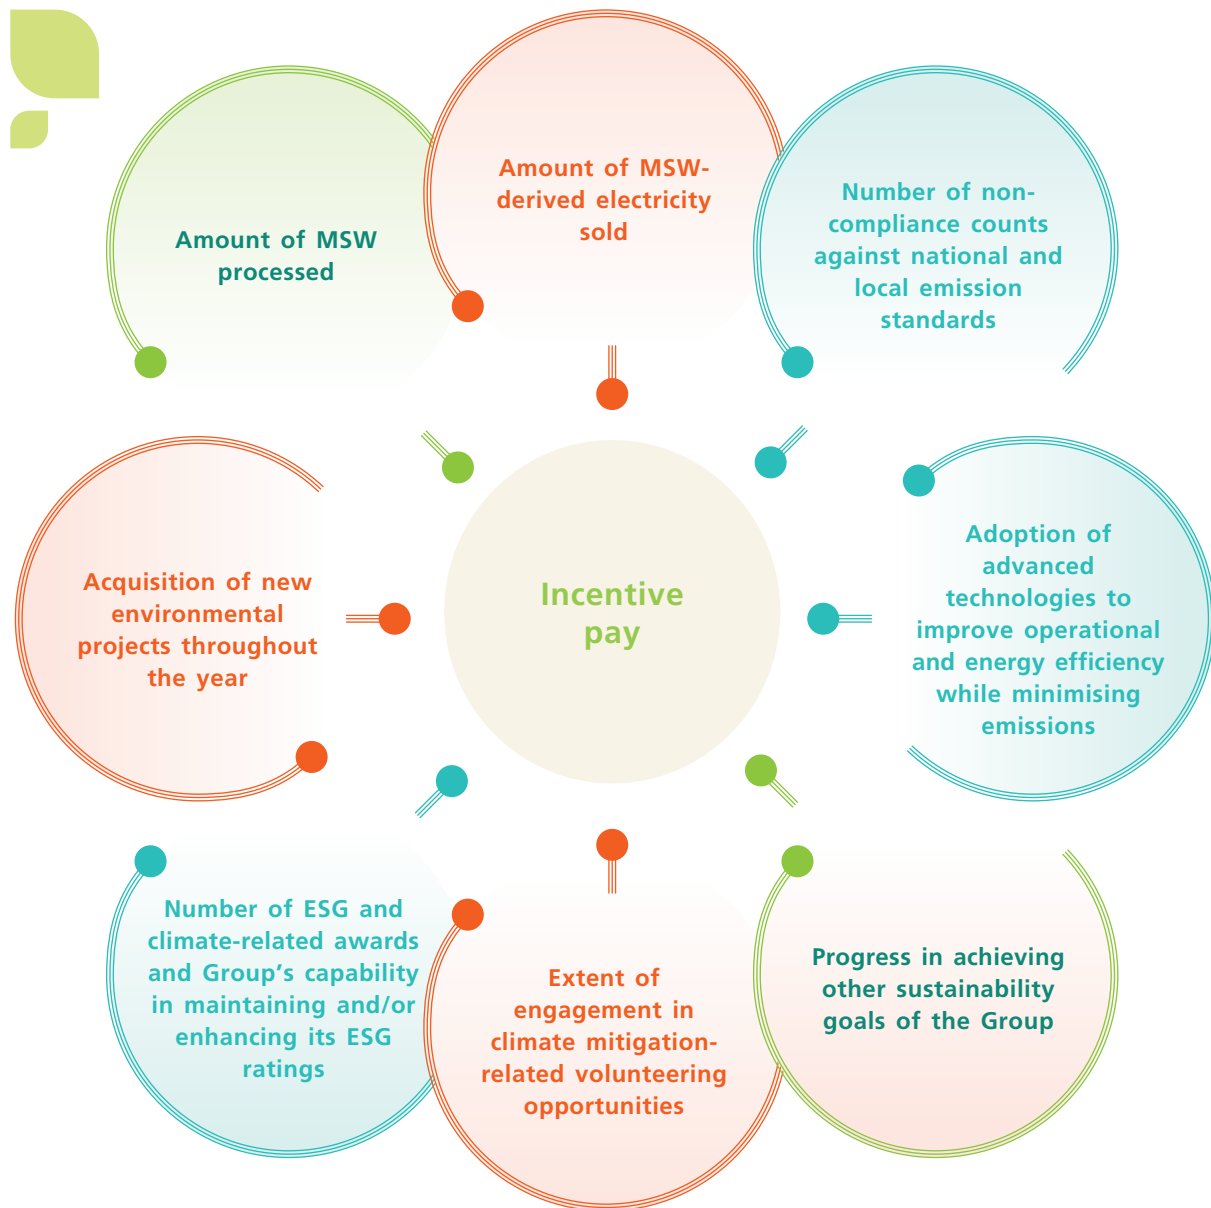 Amount of MSW
processed
Amount of MSW-
derived electricity
sold
Number of non-
compliance counts
against national and
local emission
standards
Acquisition of new
environmental
projects throughout
the year
Incentive
pay
Adoption of
advanced
technologies to
improve operational
and energy efficiency
while minimising
emissions
Number of ESG and
climate-related awards
and Group’s capability
in maintaining and/or
enhancing its ESG
ratings
Extent of
engagement in
climate mitigation-
related volunteering
opportunities
Progress in achieving
other sustainability
goals of the Group